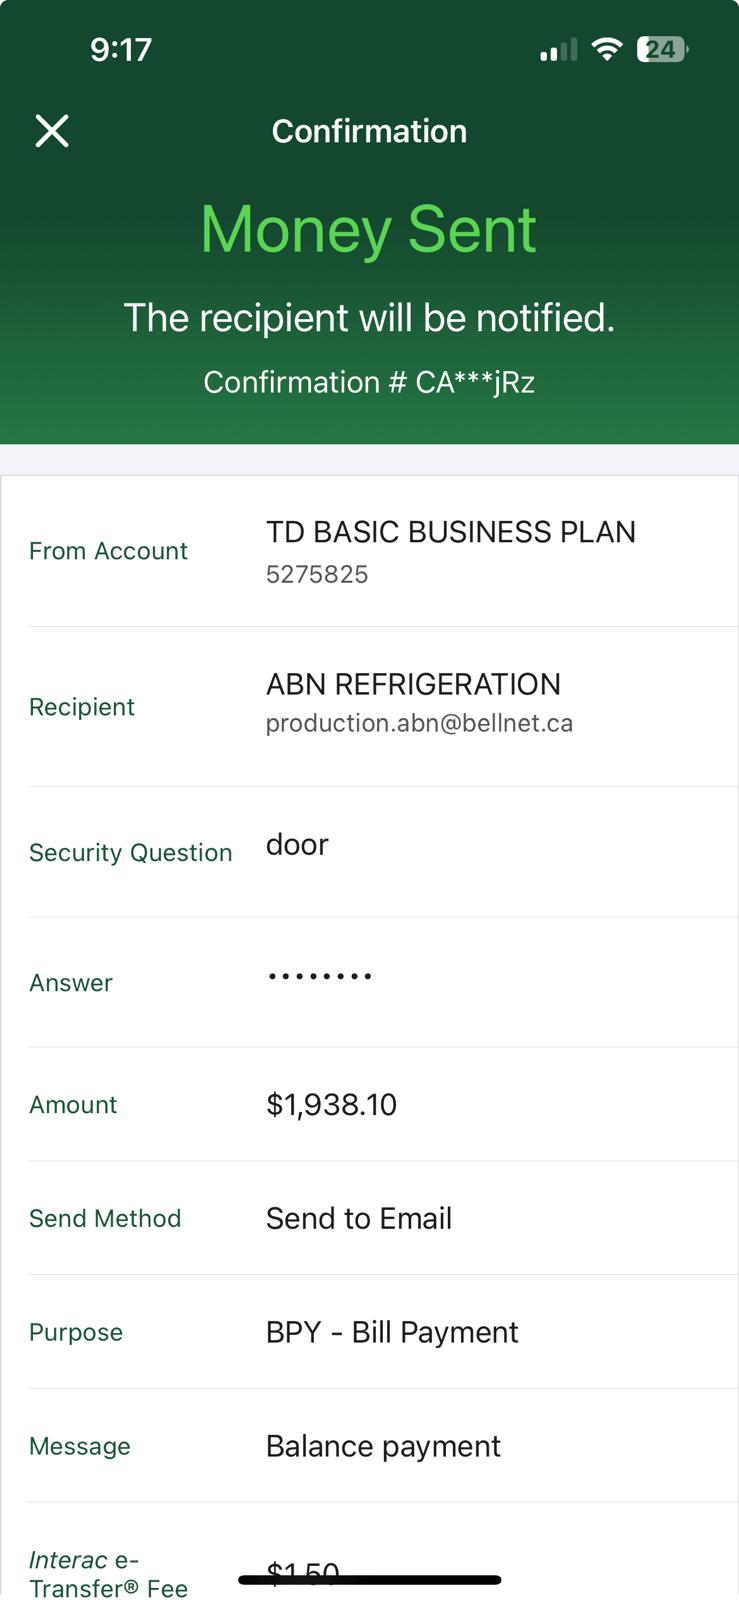 9:17
24
Confirmation
Money Sent
The recipient will be notified.
Confirmation # CA***jRz
From Account
TD BASIC BUSINESS PLAN
5275825
Recipient
ABN REFRIGERATION
production.abn@bellnet.ca
Security Question
door
Answer
••••••••
Amount
$1,938.10
Send Method
Send to Email
Purpose
BPY - Bill Payment
Message
Balance payment
Interac e-
Transfer® Fee
$1.50